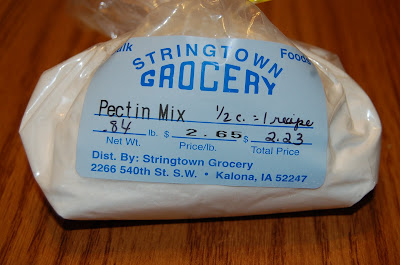 Bulk Foods
STRINGTOWN
GROCERY
Pectin Mix 1/2 c. = 1 recipe
.84 lb. $ 2.65 $ 2.23
Net Wt. Price/lb. Total Price
Dist. By: Stringtown Grocery
2266 540th St. S.W. • Kalona, IA 52247